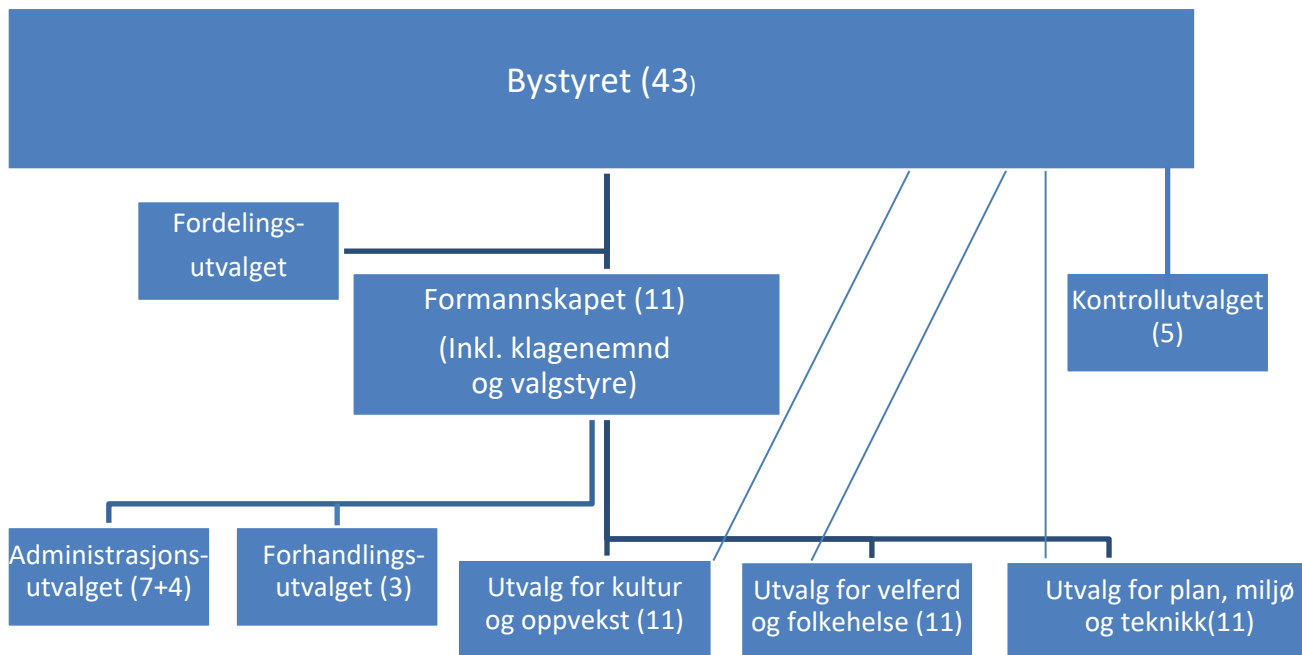 Bystyret (43)
Fordelings-
utvalget
Formannskapet (11)
(Inkl. klagenemnd
og valgstyre)
Kontrollutvalget
(5)
Administrasjons-
utvalget (7+4)
Forhandlings-
utvalget (3)
Utvalg for kultur
og oppvekst (11)
Utvalg for velferd
og folkehelse (11)
Utvalg for plan, miljø
og teknikk(11)